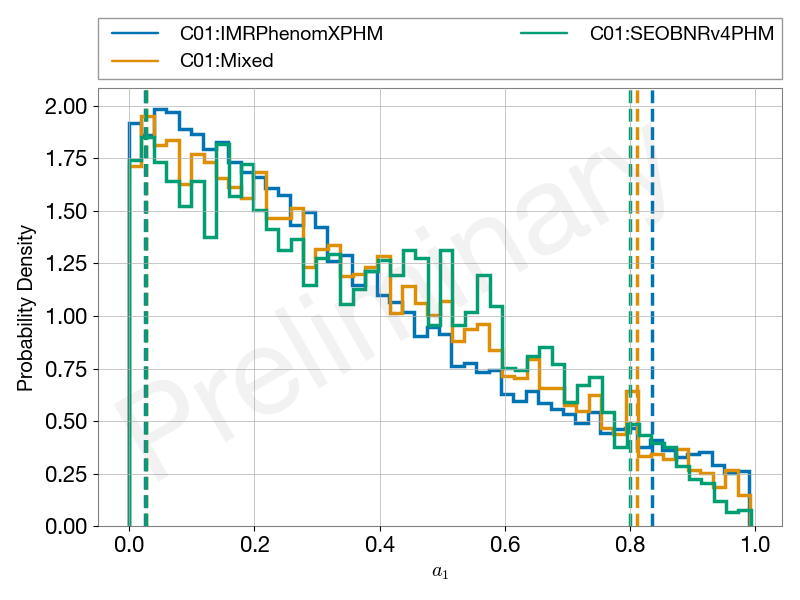 C01:IMRPhenomXPHM
C01:Mixed
C01:SEOBNRv4PHM
2.00
1.75
1.50
1.25
1.00
0.75
0.50
0.25
0.00
Probability Density
Preliminary
0.0 0.2 0.4 0.6 0.8 1.0
a₁